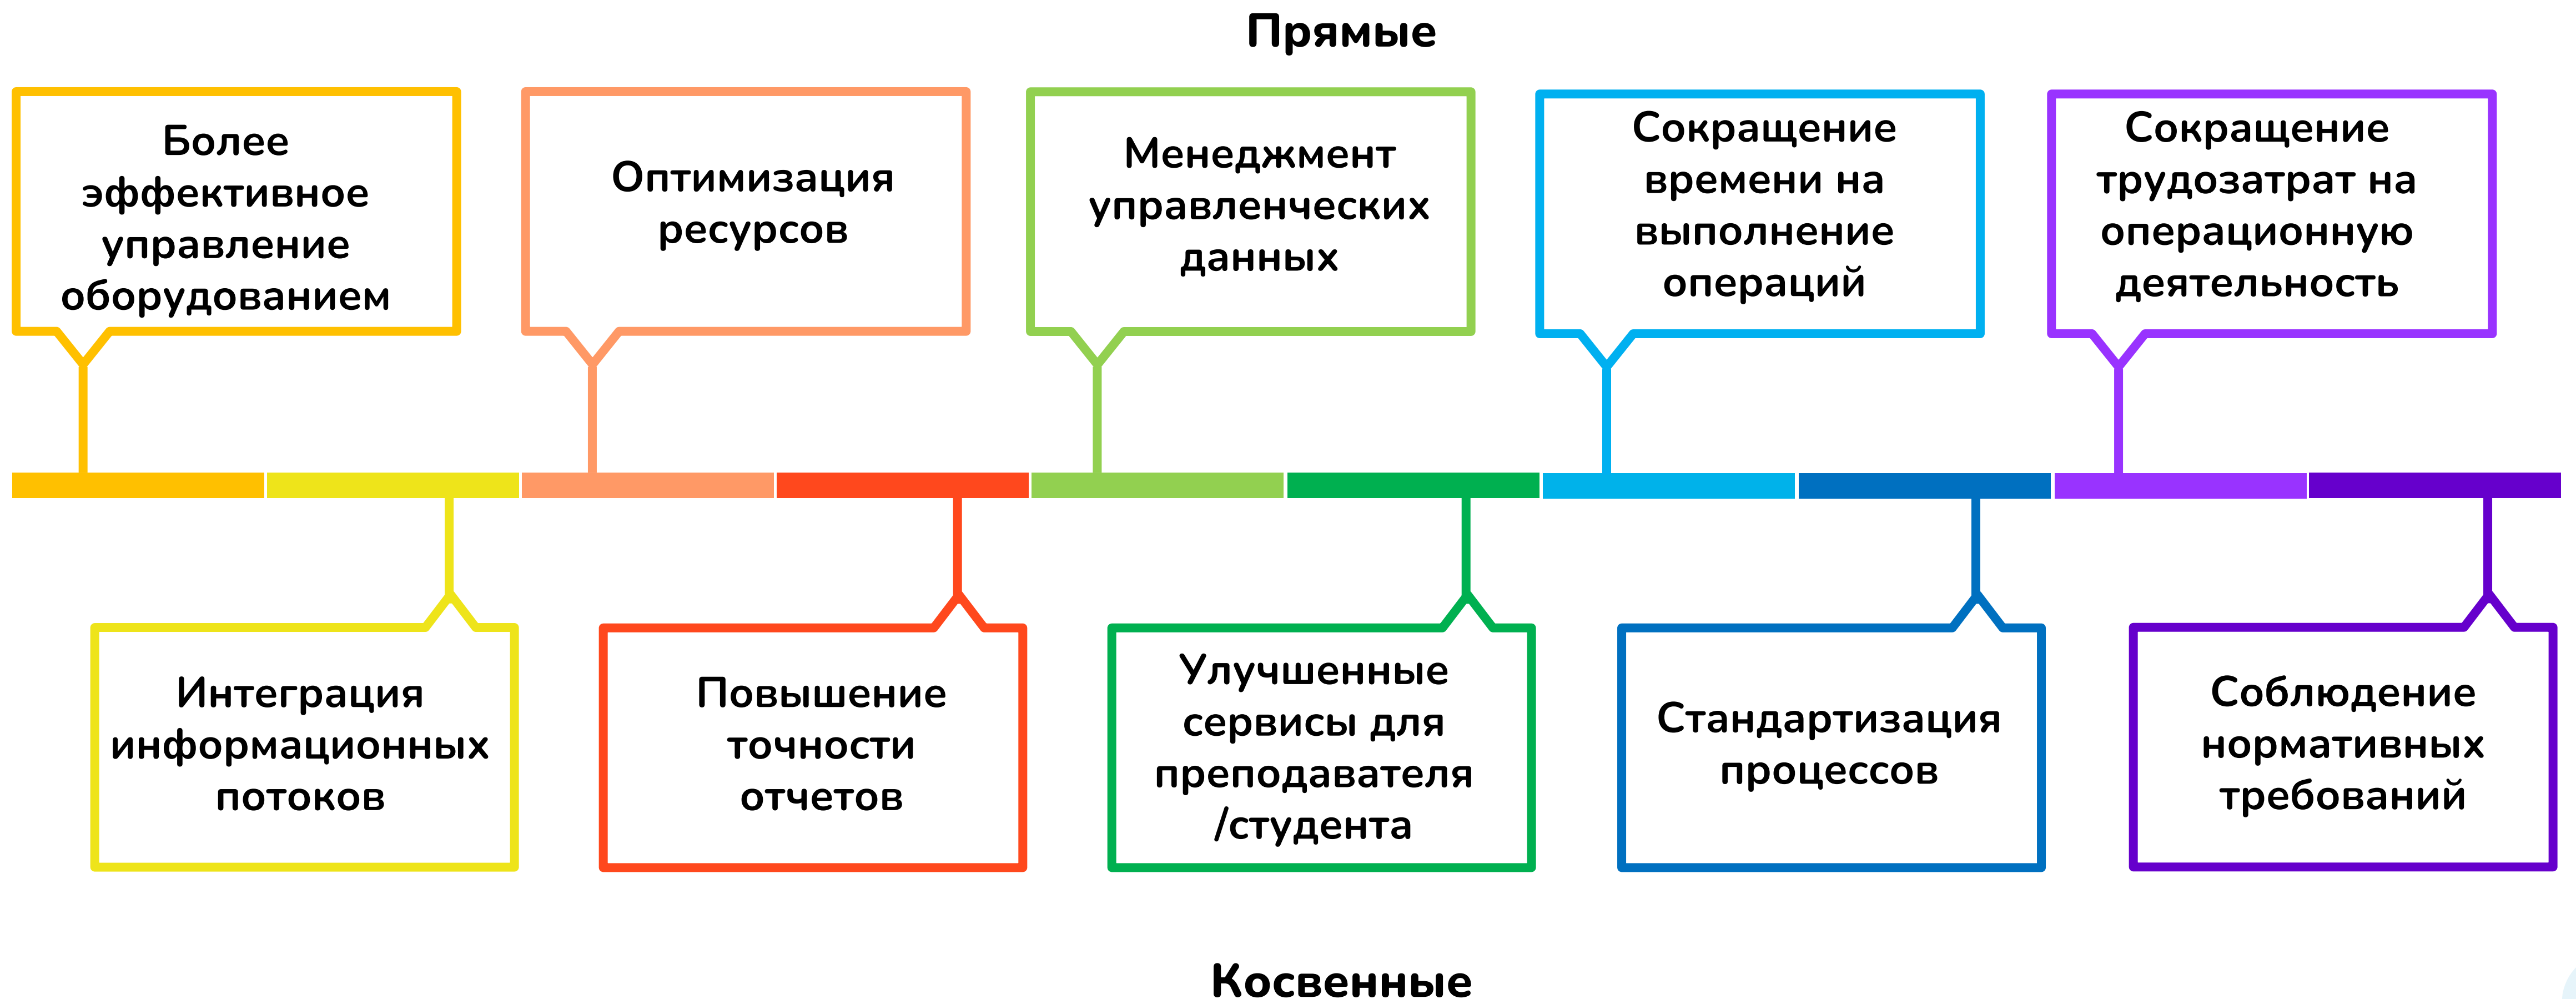 Прямые
Более
эффективное
управление
оборудованием
Оптимизация
ресурсов
Менеджмент
управленческих
данных
Сокращение
времени на
выполнение
операций
Сокращение
трудозатрат на
операционную
деятельность
Интеграция
информационных
потоков
Повышение
точности
отчетов
Улучшенные
сервисы для
преподавателя
/студента
Стандартизация
процессов
Соблюдение
нормативных
требований
Косвенные